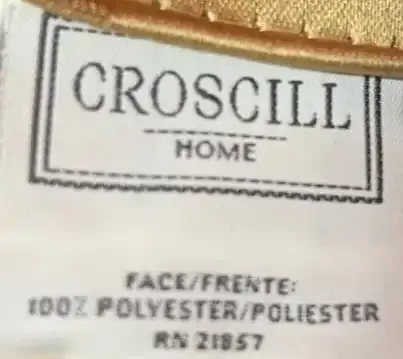 CROSCILL
HOME
FACE/FRENTE:
100% POLYESTER/POLIESTER
RN 21857